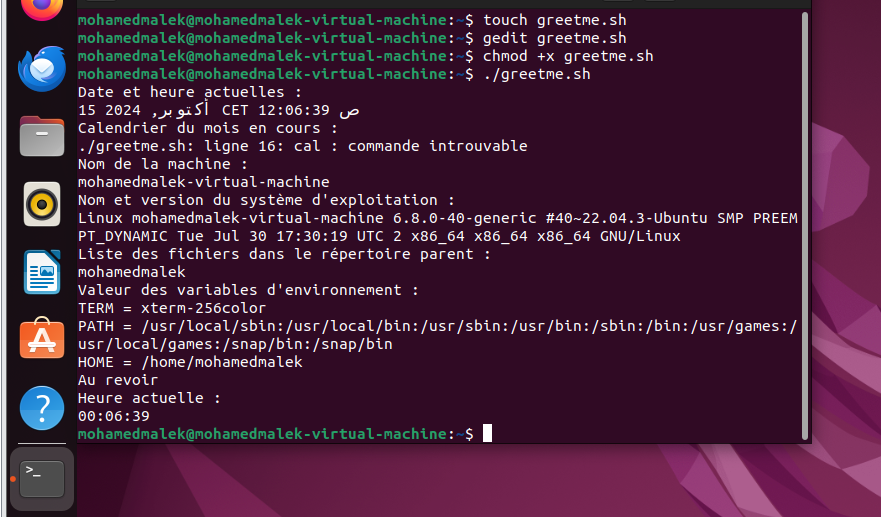 mohamedmalek@mohamedmalek-virtual-machine:~$ touch greetme.sh
mohamedmalek@mohamedmalek-virtual-machine:~$ gedit greetme.sh
mohamedmalek@mohamedmalek-virtual-machine:~$ chmod +x greetme.sh
mohamedmalek@mohamedmalek-virtual-machine:~$ ./greetme.sh
Date et heure actuelles :
15 أكتوبر, 2024 CET 12:06:39 ص
Calendrier du mois en cours :
./greetme.sh: ligne 16: cal : commande introuvable
Nom de la machine :
mohamedmalek-virtual-machine
Nom et version du système d'exploitation :
Linux mohamedmalek-virtual-machine 6.8.0-40-generic #40~22.04.3-Ubuntu SMP PREEM
PT_DYNAMIC Tue Jul 30 17:30:19 UTC 2 x86_64 x86_64 x86_64 GNU/Linux
Liste des fichiers dans le répertoire parent :
mohamedmalek
Valeur des variables d'environnement :
TERM = xterm-256color
PATH = /usr/local/sbin:/usr/local/bin:/usr/sbin:/usr/bin:/sbin:/bin:/usr/games:/
usr/local/games:/snap/bin:/snap/bin
HOME = /home/mohamedmalek
Au revoir
Heure actuelle :
00:06:39
mohamedmalek@mohamedmalek-virtual-machine:~$